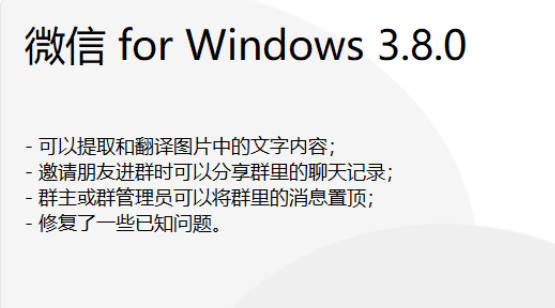 微信 for Windows 3.8.0
- 可以提取和翻译图片中的文字内容；
- 邀请朋友进群时可以分享群里的聊天记录；
- 群主或群管理员可以将群里的消息置顶；
- 修复了一些已知问题。